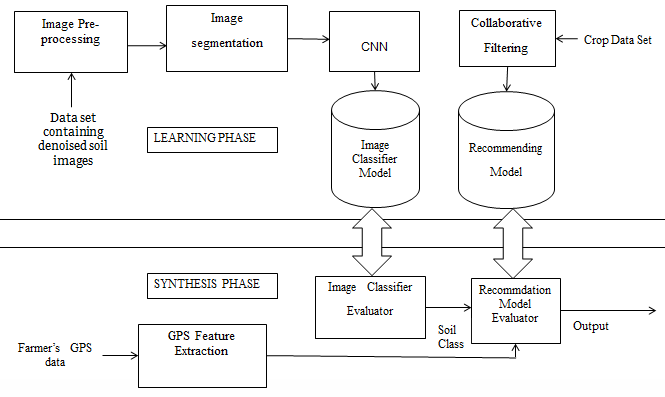 Image Pre-
processing
Image
segmentation
CNN
Collaborative
Filtering
Crop Data Set
Data set
containing
denoised soil
images
LEARNING PHASE
Image
Classifier
Model
Recommending
Model
SYNTHESIS PHASE
Image Classifier
Evaluator
Recommdation
Model
Evaluator
Soil
Class
Output
Farmer's GPS
data
GPS Feature
Extraction